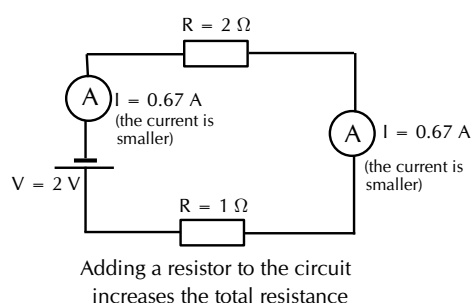 R = 2 Ω
A
I = 0.67 A
(the current is
smaller)
A
I = 0.67 A
(the current is
smaller)
V = 2 V
R = 1 Ω
Adding a resistor to the circuit
increases the total resistance